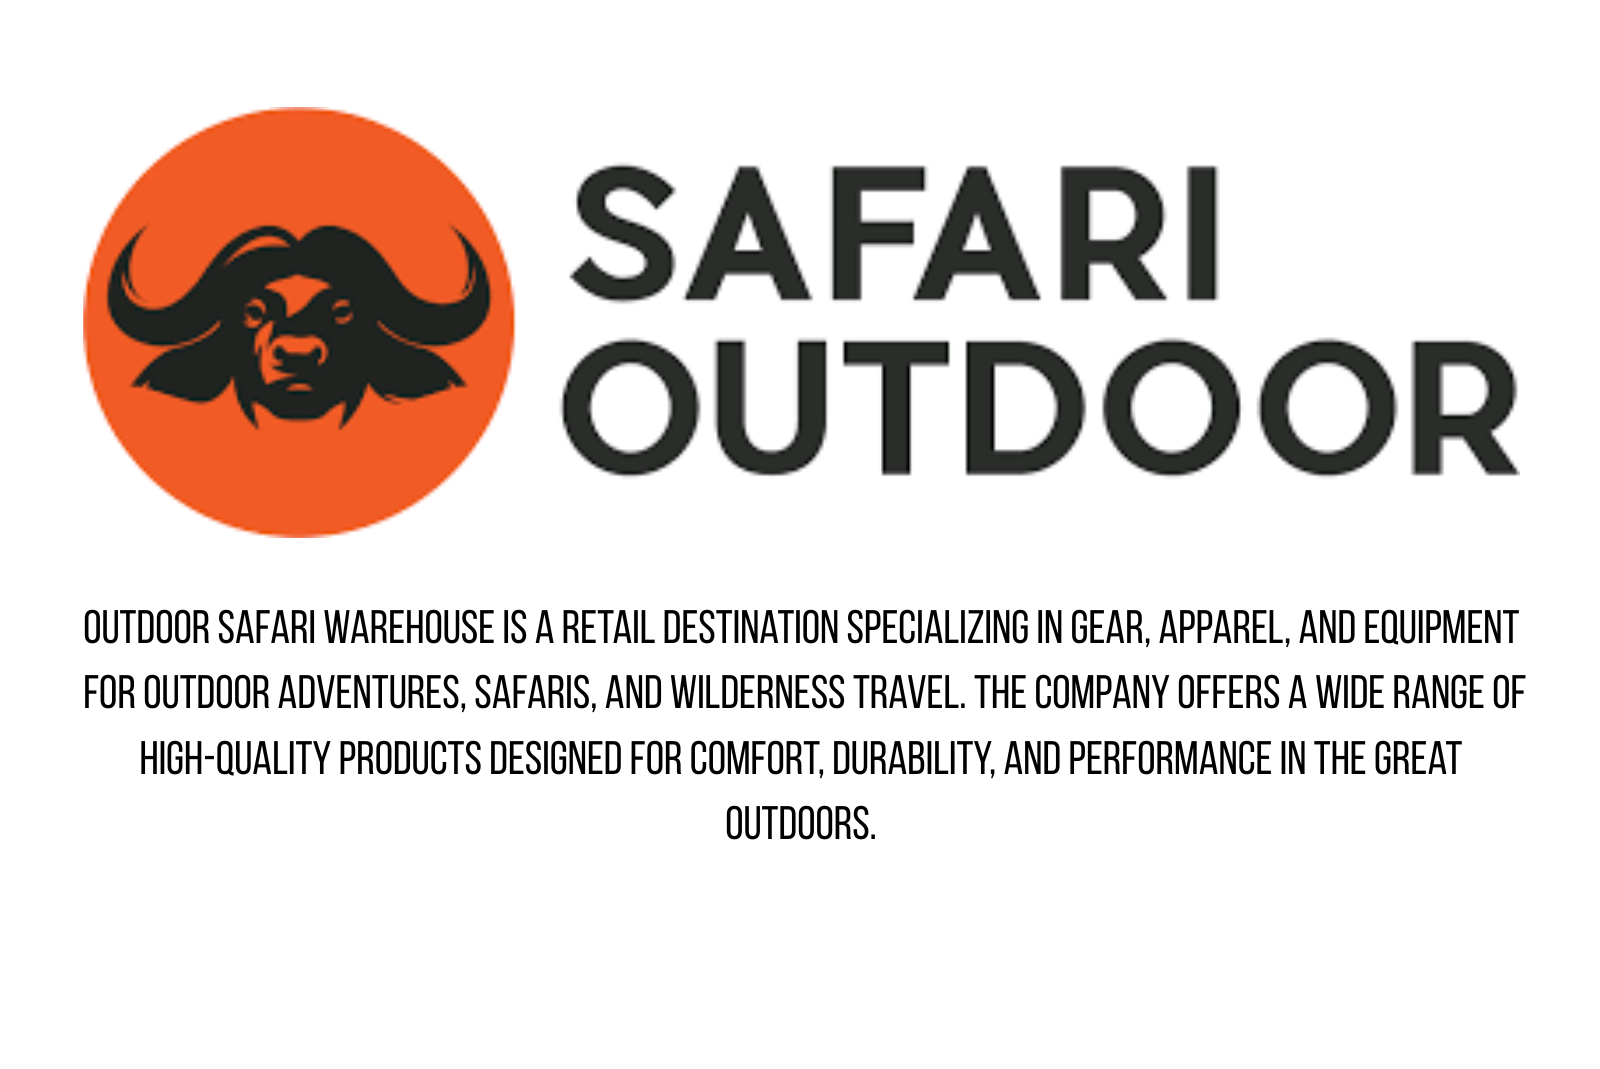 SAFARI
OUTDOOR
OUTDOOR SAFARI WAREHOUSE IS A RETAIL DESTINATION SPECIALIZING IN GEAR, APPAREL, AND EQUIPMENT
FOR OUTDOOR ADVENTURES, SAFARIS, AND WILDERNESS TRAVEL. THE COMPANY OFFERS A WIDE RANGE OF
HIGH-QUALITY PRODUCTS DESIGNED FOR COMFORT, DURABILITY, AND PERFORMANCE IN THE GREAT
OUTDOORS.